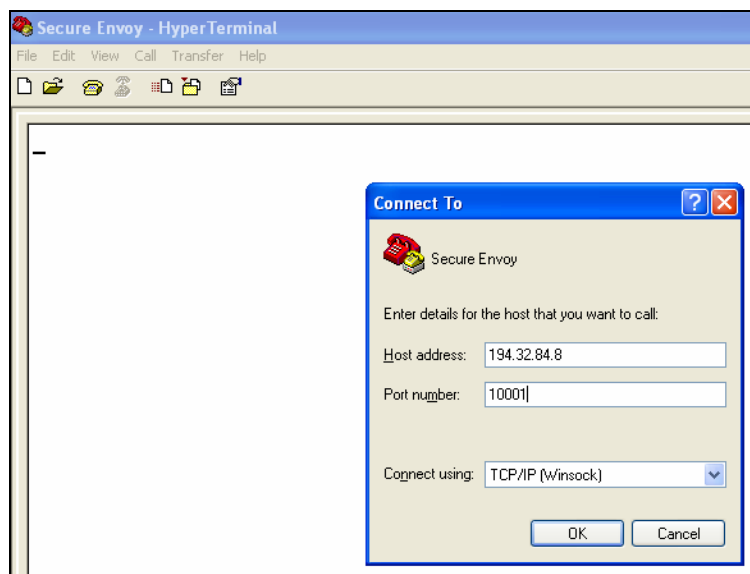 Secure Envoy - HyperTerminal
File Edit View Call Transfer Help
Connect To
Secure Envoy
Enter details for the host that you want to call:
Host address: 194.32.84.8
Port number: 10001
Connect using: TCP/IP (Winsock)
OK Cancel